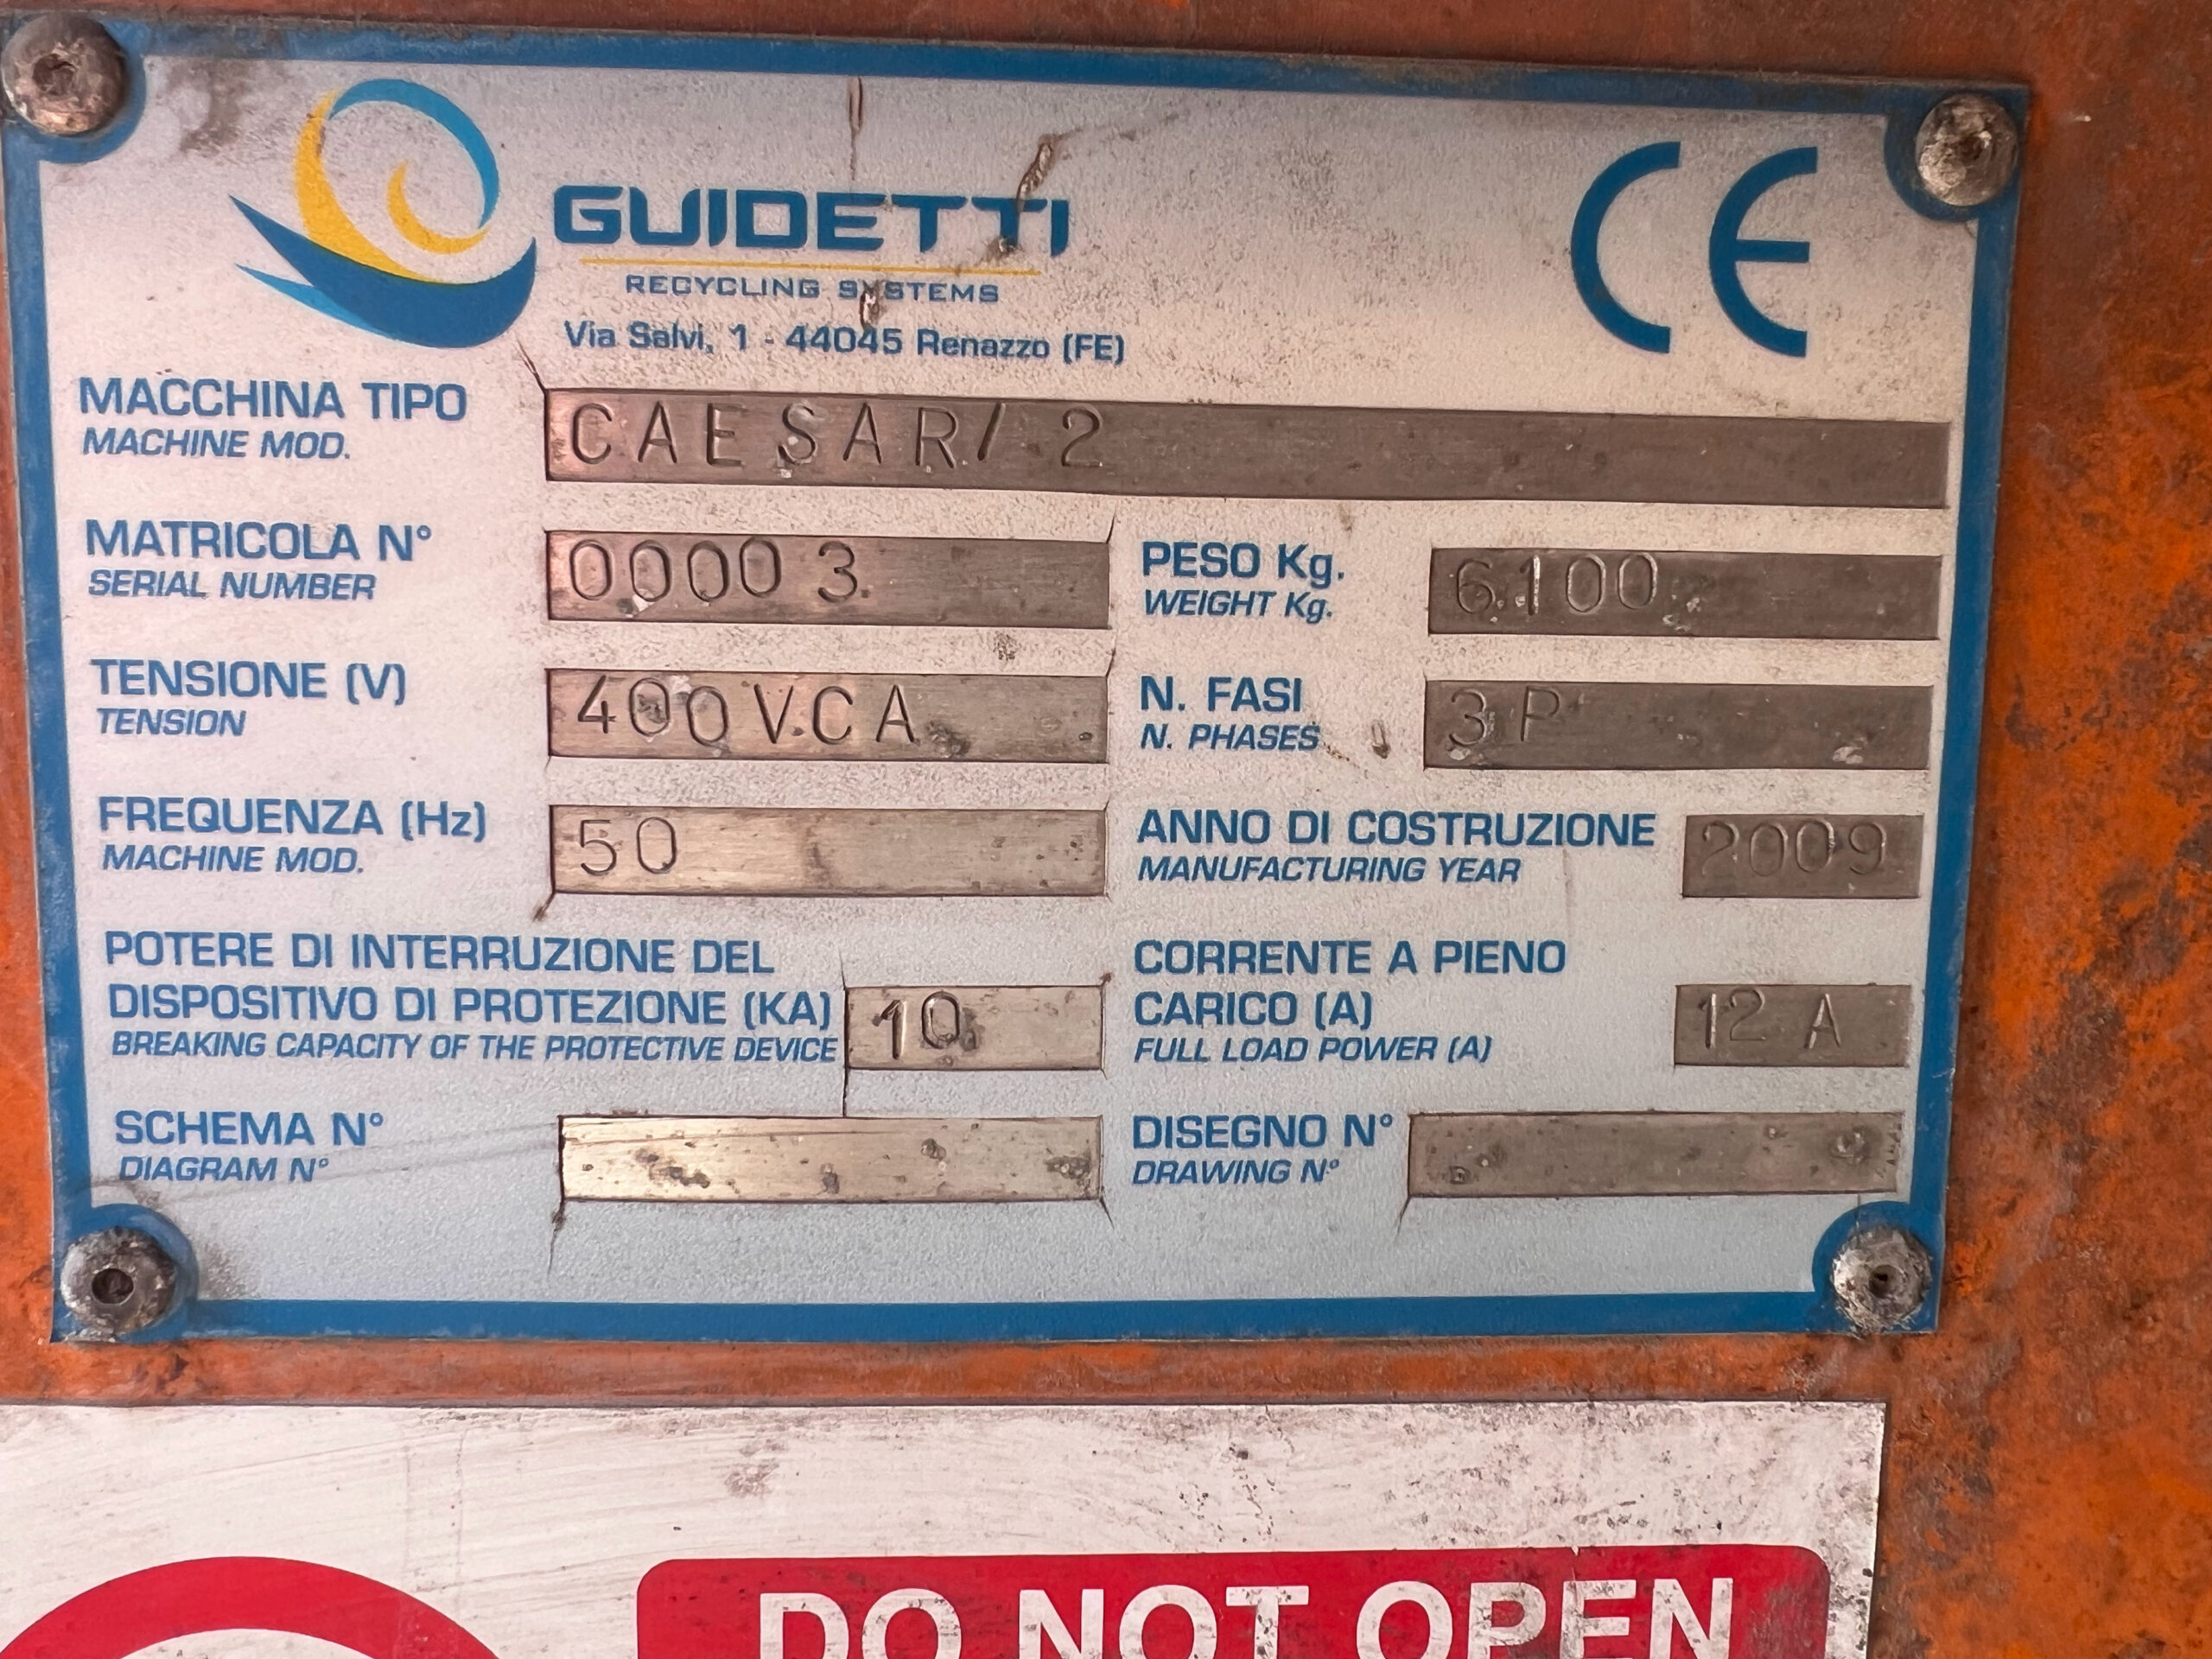 GUIDETTI
RECYCLING SYSTEMS
Via Salvi, 1 - 44045 Renazzo (FE)
CE
MACCHINA TIPO
MACHINE MOD.
CAESAR/ 2
MATRICOLA N°
SERIAL NUMBER
00003
PESO Kg.
WEIGHT Kg.
6100
TENSIONE (V)
TENSION
400 V.C A
N. FASI
N. PHASES
3 P
FREQUENZA (Hz)
MACHINE MOD.
50
ANNO DI COSTRUZIONE
MANUFACTURING YEAR
2009
POTERE DI INTERRUZIONE DEL
DISPOSITIVO DI PROTEZIONE (KA)
BREAKING CAPACITY OF THE PROTECTIVE DEVICE
10
CORRENTE A PIENO
CARICO (A)
FULL LOAD POWER (A)
12 A
SCHEMA N°
DIAGRAM N°
DISEGNO N°
DRAWING N°
DO NOT OPEN